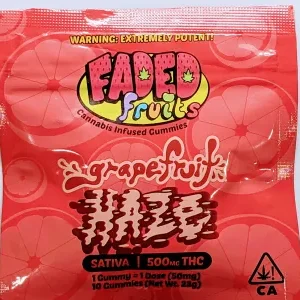 WARNING: EXTREMELY POTENT!
FADED
fruits
Cannabis Infused Gummies
grapefruit
HAZE
SATIVA | 500MG THC
1 Gummy = 1 Dose (50mg)
10 Gummies (Net Wt. 22g)
!
CA